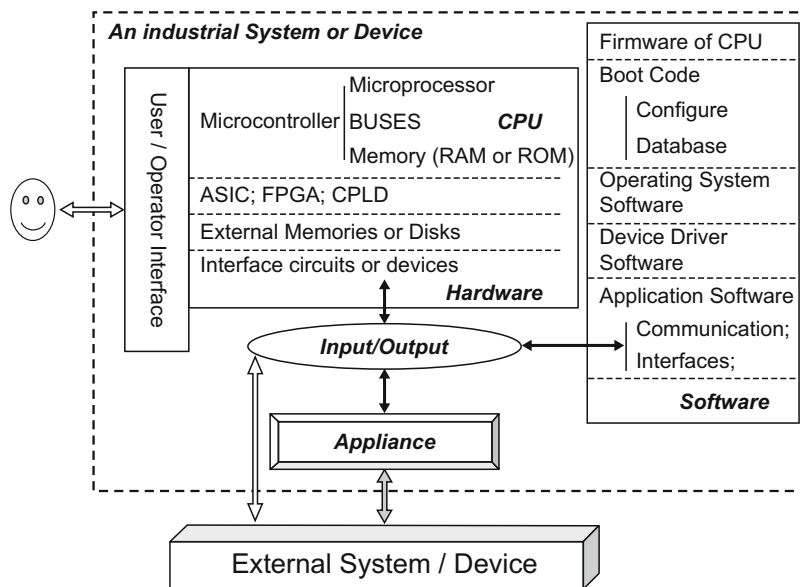 An industrial System or Device
User / Operator Interface
Microcontroller
Microprocessor
BUSES
CPU
Memory (RAM or ROM)
ASIC; FPGA; CPLD
External Memories or Disks
Interface circuits or devices
Hardware
Firmware of CPU
Boot Code
Configure
Database
Operating System
Software
Device Driver
Software
Application Software
Communication;
Interfaces;
Software
Input/Output
Appliance
External System / Device